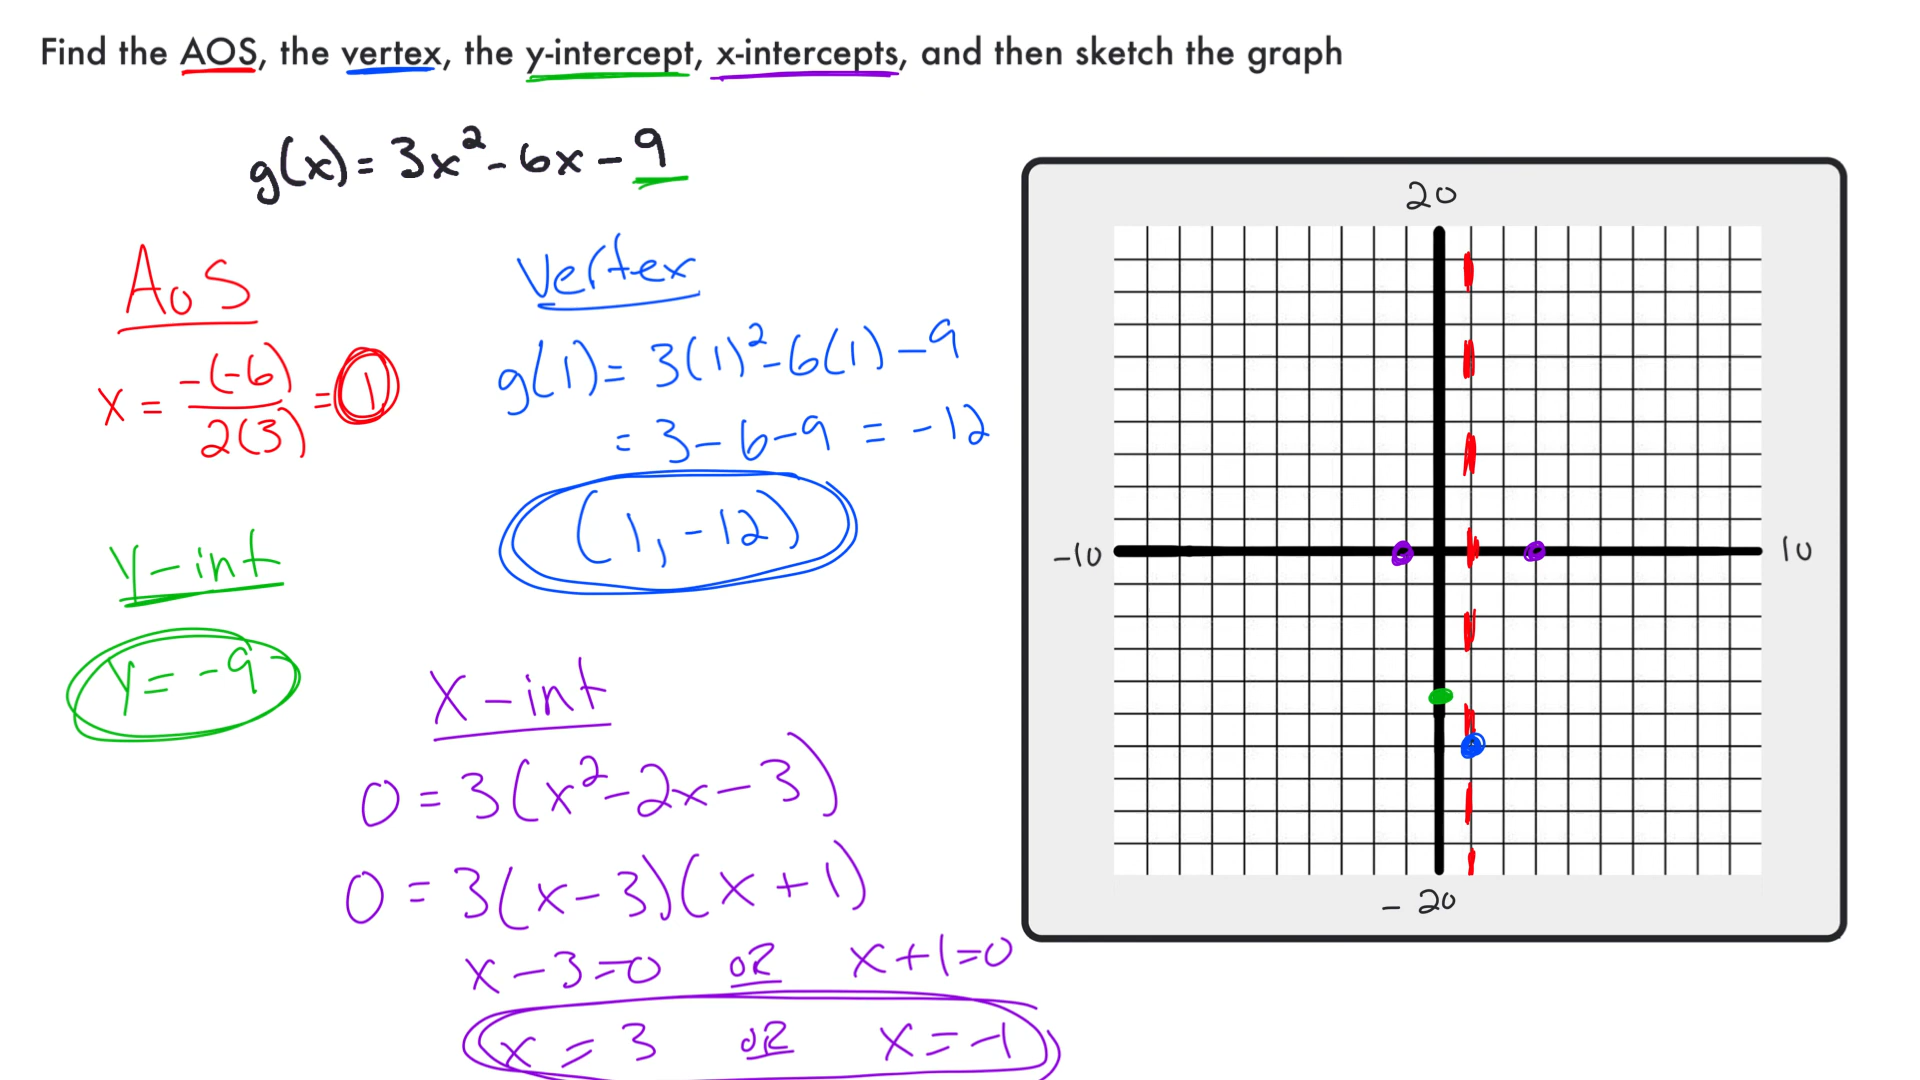 Find the AOS, the vertex, the y-intercept, x-intercepts, and then sketch the graph
g(x) = 3x² - 6x - 9
AoS
x = -(-6) / 2(3) = 1
Vertex
g(1) = 3(1)² - 6(1) - 9
= 3 - 6 - 9 = -12
(1, -12)
Y-int
Y = -9
X-int
0 = 3(x² - 2x - 3)
0 = 3(x - 3)(x + 1)
x - 3 = 0 OR x + 1 = 0
x = 3 OR x = -1
20
-10 10
-20